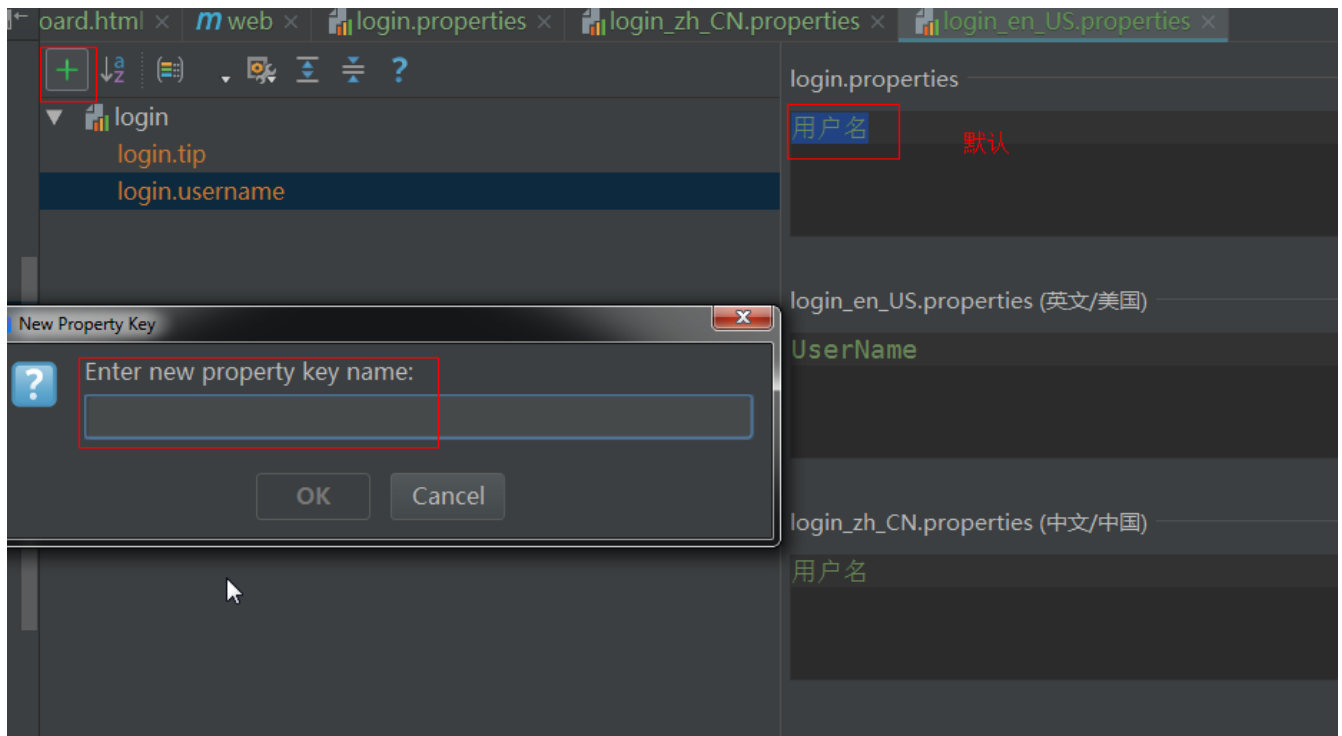 oard.html × m web × login.properties × login_zh_CN.properties × login_en_US.properties ×
login.properties
login
用户名
默认
login.tip
login.username
login_en_US.properties (英文/美国)
New Property Key
UserName
Enter new property key name:
OK Cancel
login_zh_CN.properties (中文/中国)
用户名